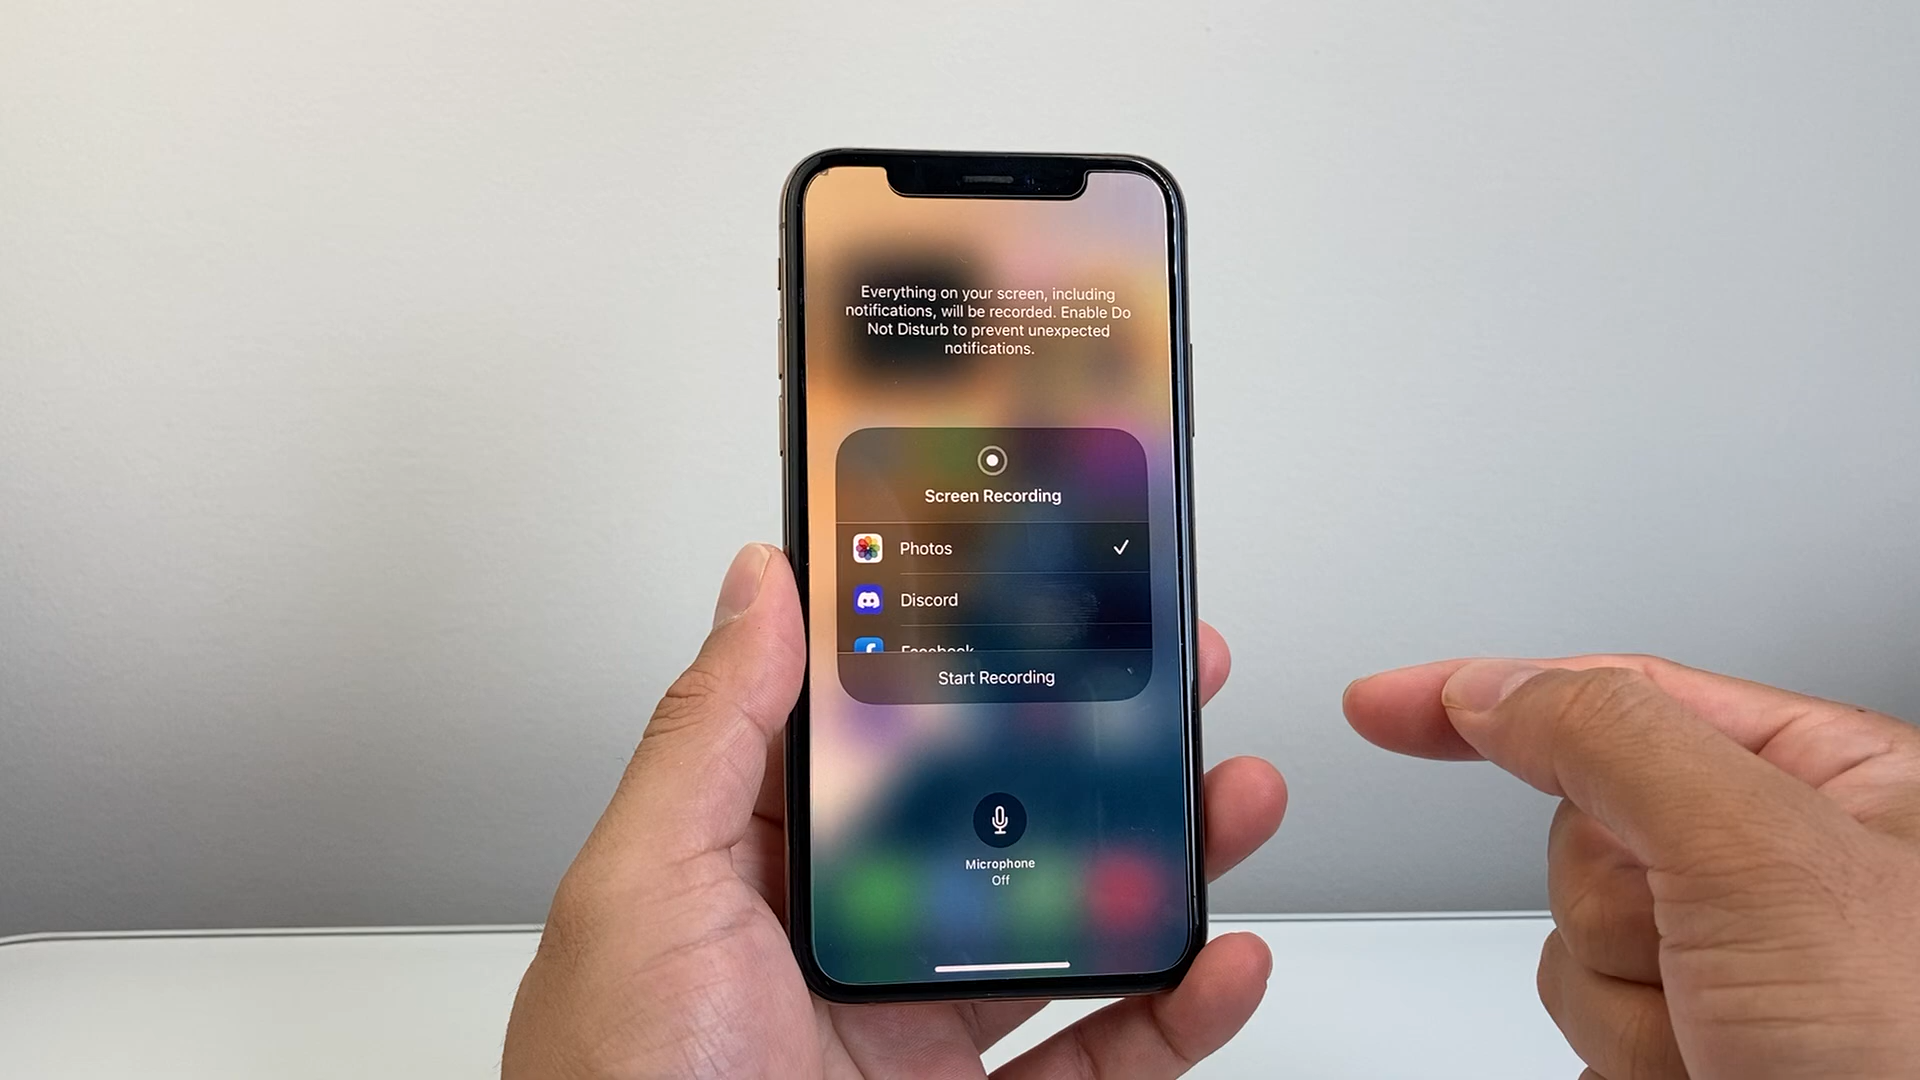 Everything on your screen, including
notifications, will be recorded. Enable Do
Not Disturb to prevent unexpected
notifications.
Screen Recording
Photos
Discord
Facebook
Start Recording
Microphone
Off